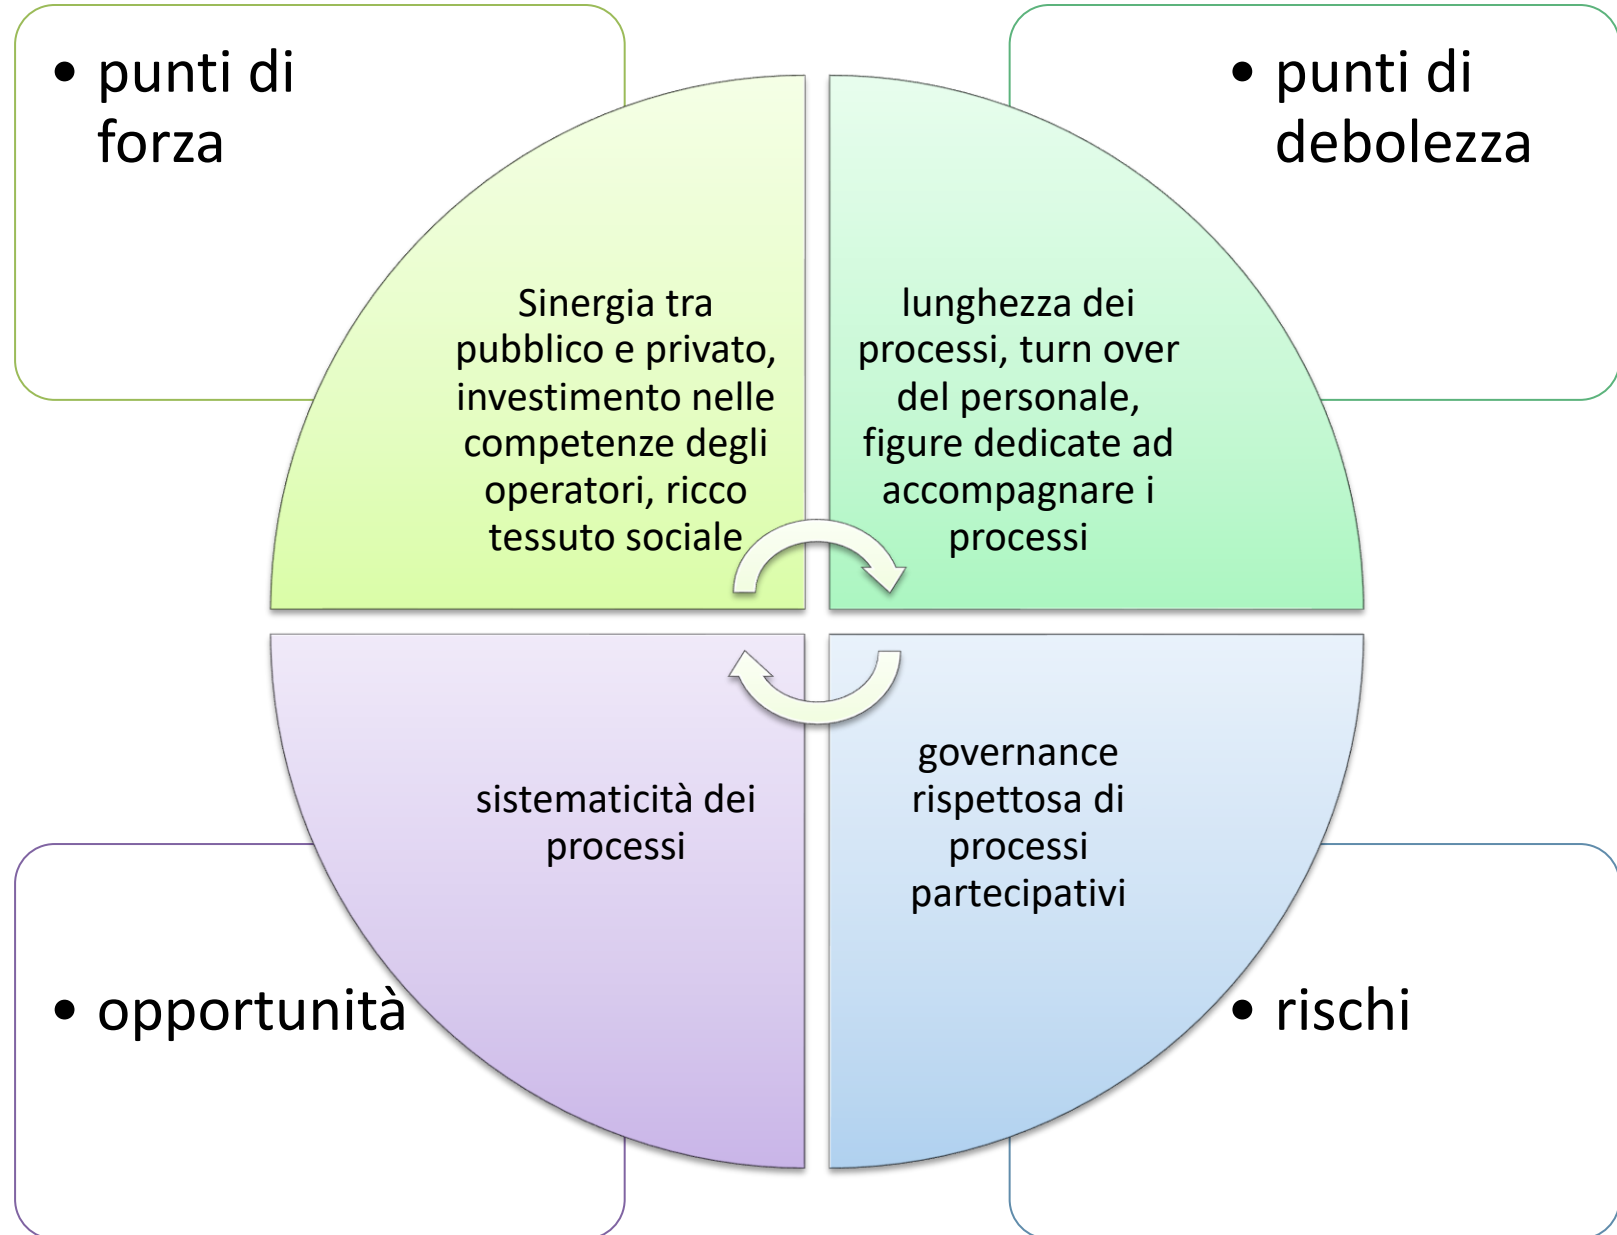 • punti di
forza
• punti di
debolezza
Sinergia tra
pubblico e privato,
investimento nelle
competenze degli
operatori, ricco
tessuto sociale
lunghezza dei
processi, turn over
del personale,
figure dedicate ad
accompagnare i
processi
sistematicità dei
processi
governance
rispettosa di
processi
partecipativi
• opportunità
• rischi